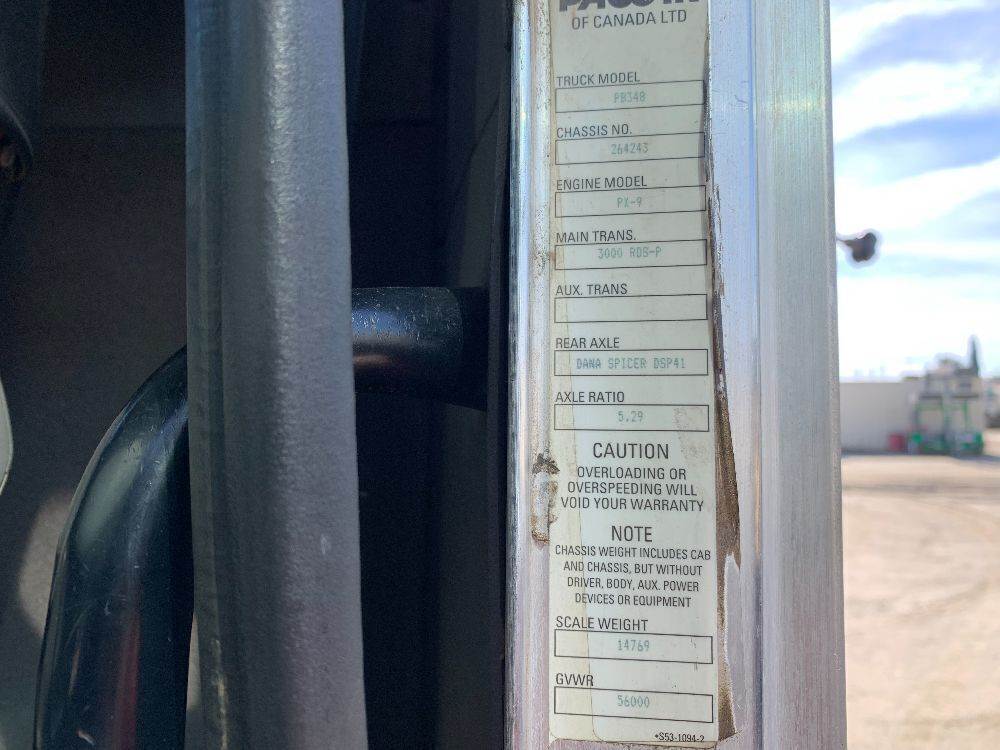 OF CANADA LTD
TRUCK MODEL
PB348
CHASSIS NO.
264243
ENGINE MODEL
PX-9
MAIN TRANS.
3000 RDS-P
AUX. TRANS
REAR AXLE
DANA SPICER DSP41
AXLE RATIO
5.29
CAUTION
OVERLOADING OR
OVERSPEEDING WILL
VOID YOUR WARRANTY
NOTE
CHASSIS WEIGHT INCLUDES CAB
AND CHASSIS, BUT WITHOUT
DRIVER, BODY, AUX. POWER
DEVICES OR EQUIPMENT
SCALE WEIGHT
14769
GVWR
56000
*S53-1094-2